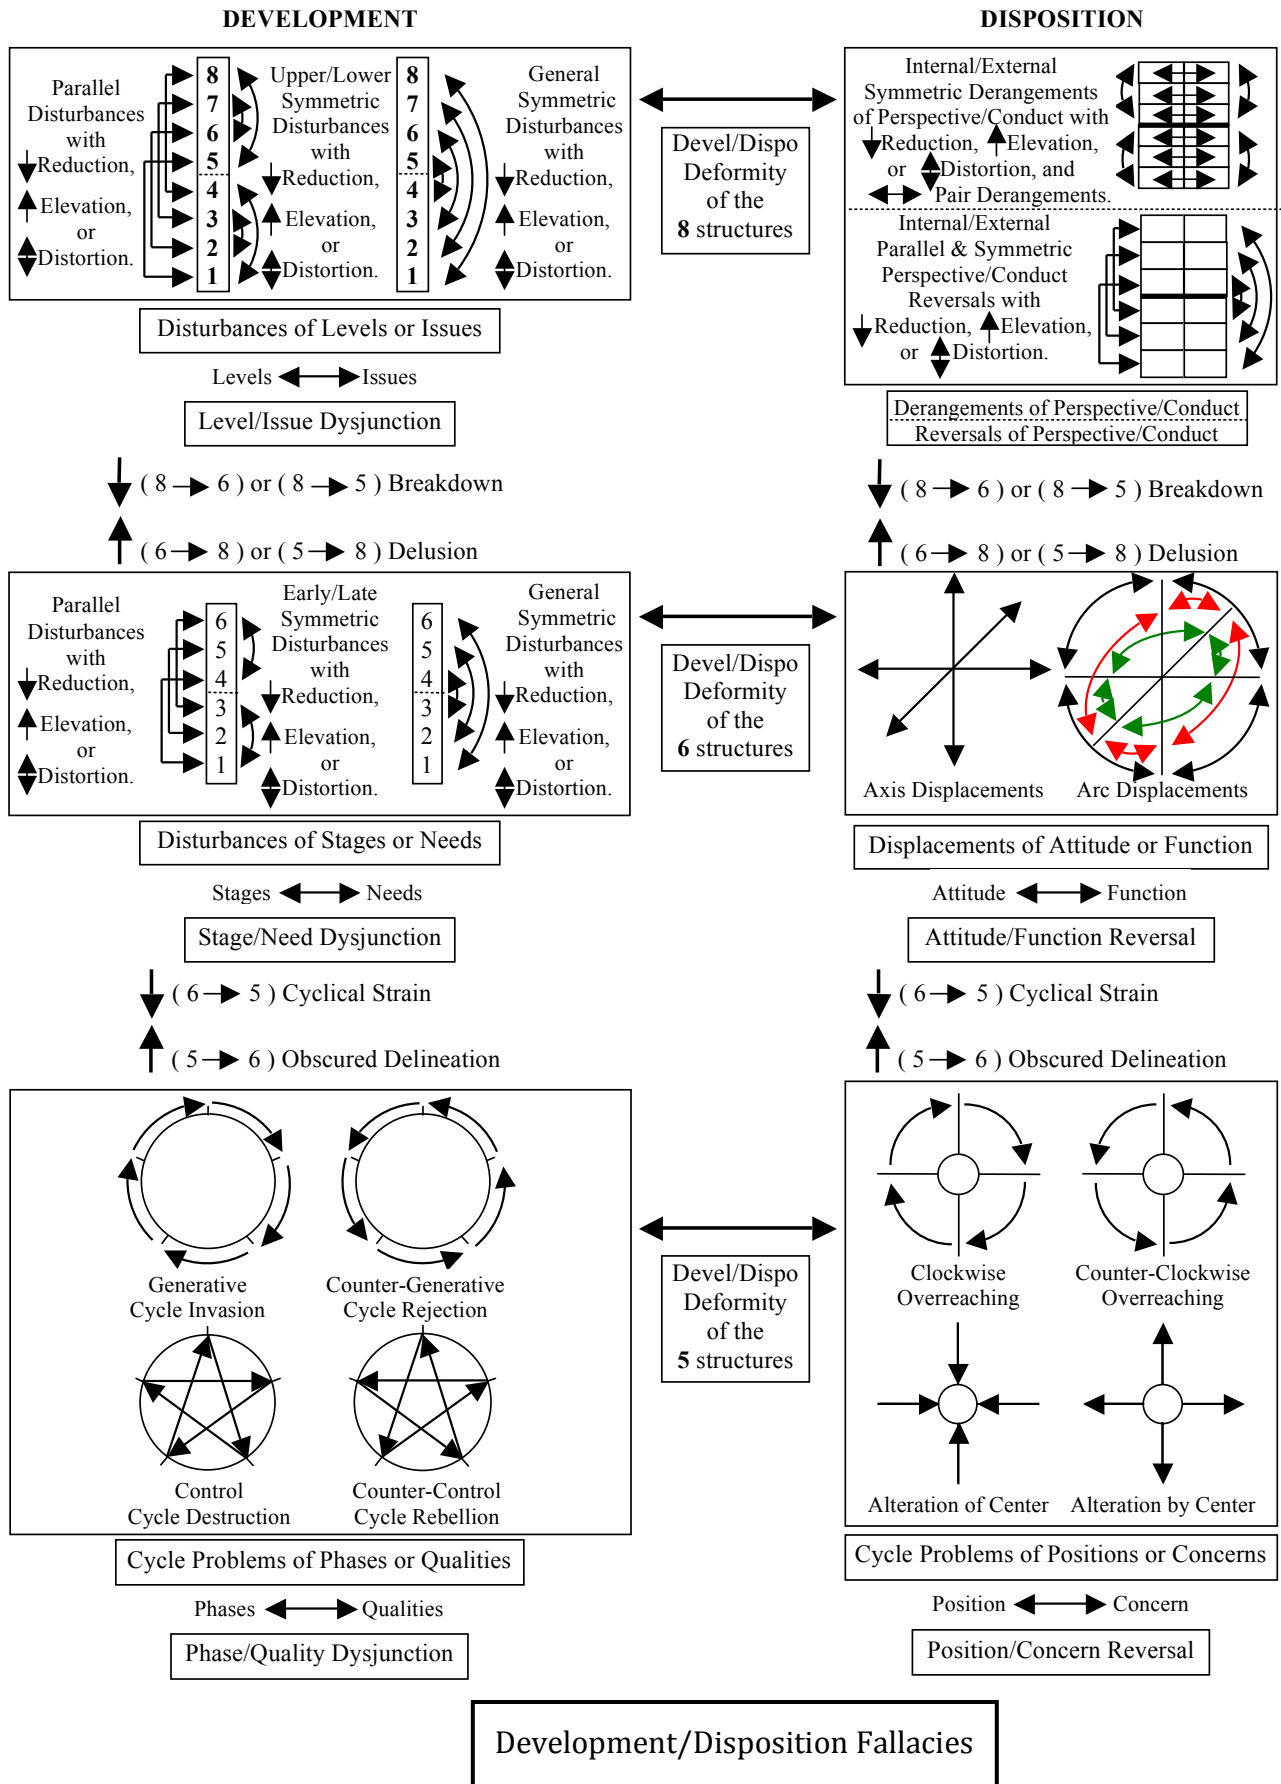 DEVELOPMENT
DISPOSITION
Parallel
Disturbances
with
Reduction,
Elevation,
or
Distortion.
8
7
6
5
4
3
2
1
Upper/Lower
Symmetric
Disturbances
with
Reduction,
Elevation,
or
Distortion.
8
7
6
5
4
3
2
1
General
Symmetric
Disturbances
with
Reduction,
Elevation,
or
Distortion.
Devel/Dispo
Deformity
of the
8 structures
Internal/External
Symmetric Derangements
of Perspective/Conduct with
Reduction, Elevation,
or Distortion, and
Pair Derangements.
Internal/External
Parallel & Symmetric
Perspective/Conduct
Reversals with
Reduction, Elevation,
or Distortion.
Disturbances of Levels or Issues
Levels Issues
Level/Issue Dysjunction
Derangements of Perspective/Conduct
Reversals of Perspective/Conduct
( 8 → 6 ) or ( 8 → 5 ) Breakdown
( 6 → 8 ) or ( 5 → 8 ) Delusion
( 8 → 6 ) or ( 8 → 5 ) Breakdown
( 6 → 8 ) or ( 5 → 8 ) Delusion
Parallel
Disturbances
with
Reduction,
Elevation,
or
Distortion.
6
5
4
3
2
1
Early/Late
Symmetric
Disturbances
with
Reduction,
Elevation,
or
Distortion.
6
5
4
3
2
1
General
Symmetric
Disturbances
with
Reduction,
Elevation,
or
Distortion.
Devel/Dispo
Deformity
of the
6 structures
Axis Displacements
Arc Displacements
Disturbances of Stages or Needs
Stages Needs
Stage/Need Dysjunction
Displacements of Attitude or Function
Attitude Function
Attitude/Function Reversal
( 6 → 5 ) Cyclical Strain
( 5 → 6 ) Obscured Delineation
( 6 → 5 ) Cyclical Strain
( 5 → 6 ) Obscured Delineation
Generative
Cycle Invasion
Counter-Generative
Cycle Rejection
Control
Cycle Destruction
Counter-Control
Cycle Rebellion
Devel/Dispo
Deformity
of the
5 structures
Clockwise
Overreaching
Counter-Clockwise
Overreaching
Alteration of Center
Alteration by Center
Cycle Problems of Phases or Qualities
Phases Qualities
Phase/Quality Dysjunction
Cycle Problems of Positions or Concerns
Position Concern
Position/Concern Reversal
Development/Disposition Fallacies